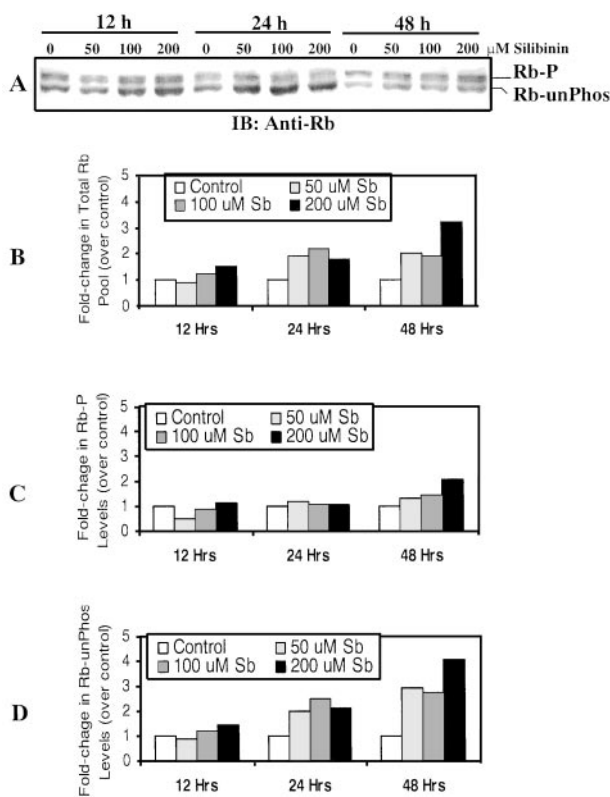 12 h 24 h 48 h
0 50 100 200 0 50 100 200 0 50 100 200 μM Silibinin
A
Rb-P
Rb-unPhos
IB: Anti-Rb
B
Fold-change in Total Rb
Pool (over control)
5
4
3
2
1
0
Control 50 uM Sb
100 uM Sb 200 uM Sb
12 Hrs 24 Hrs 48 Hrs
C
Fold-chage in Rb-P
Levels (over control)
5
4
3
2
1
0
Control 50 uM Sb
100 uM Sb 200 uM Sb
12 Hrs 24 Hrs 48 Hrs
D
Fold-chage in Rb-unPhos
Levels (over control)
5
4
3
2
1
0
Control 50 uM Sb
100 uM Sb 200 uM Sb
12 Hrs 24 Hrs 48 Hrs